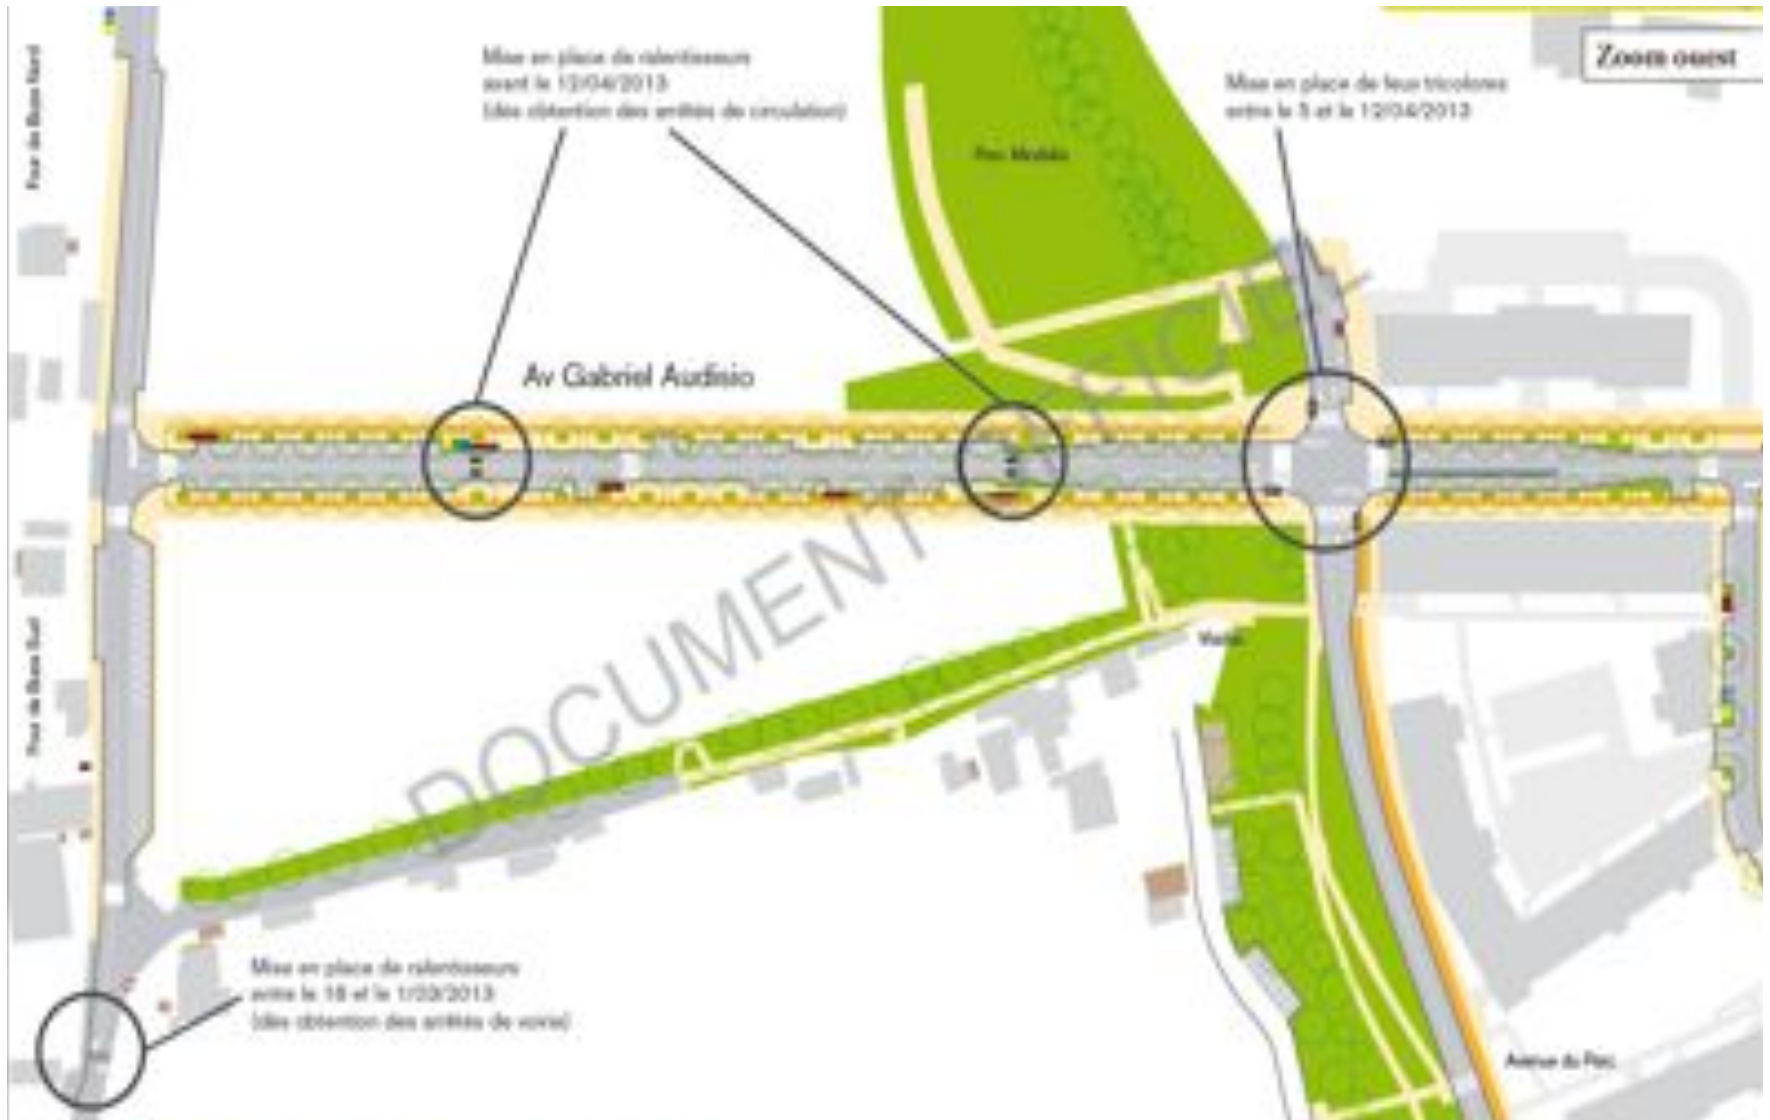 Zoom ouest
Mise en place de ralentisseurs
avant le 12/04/2013
(dès obtention des arrêtés de circulation)
Mise en place de feux tricolores
entre le 5 et le 12/04/2013
Av Gabriel Audisio
DOCUMENT
Mise en place de ralentisseurs
entre le 18 et le 1/03/2013
(dès obtention des arrêtés de voirie)
Avenue du Parc